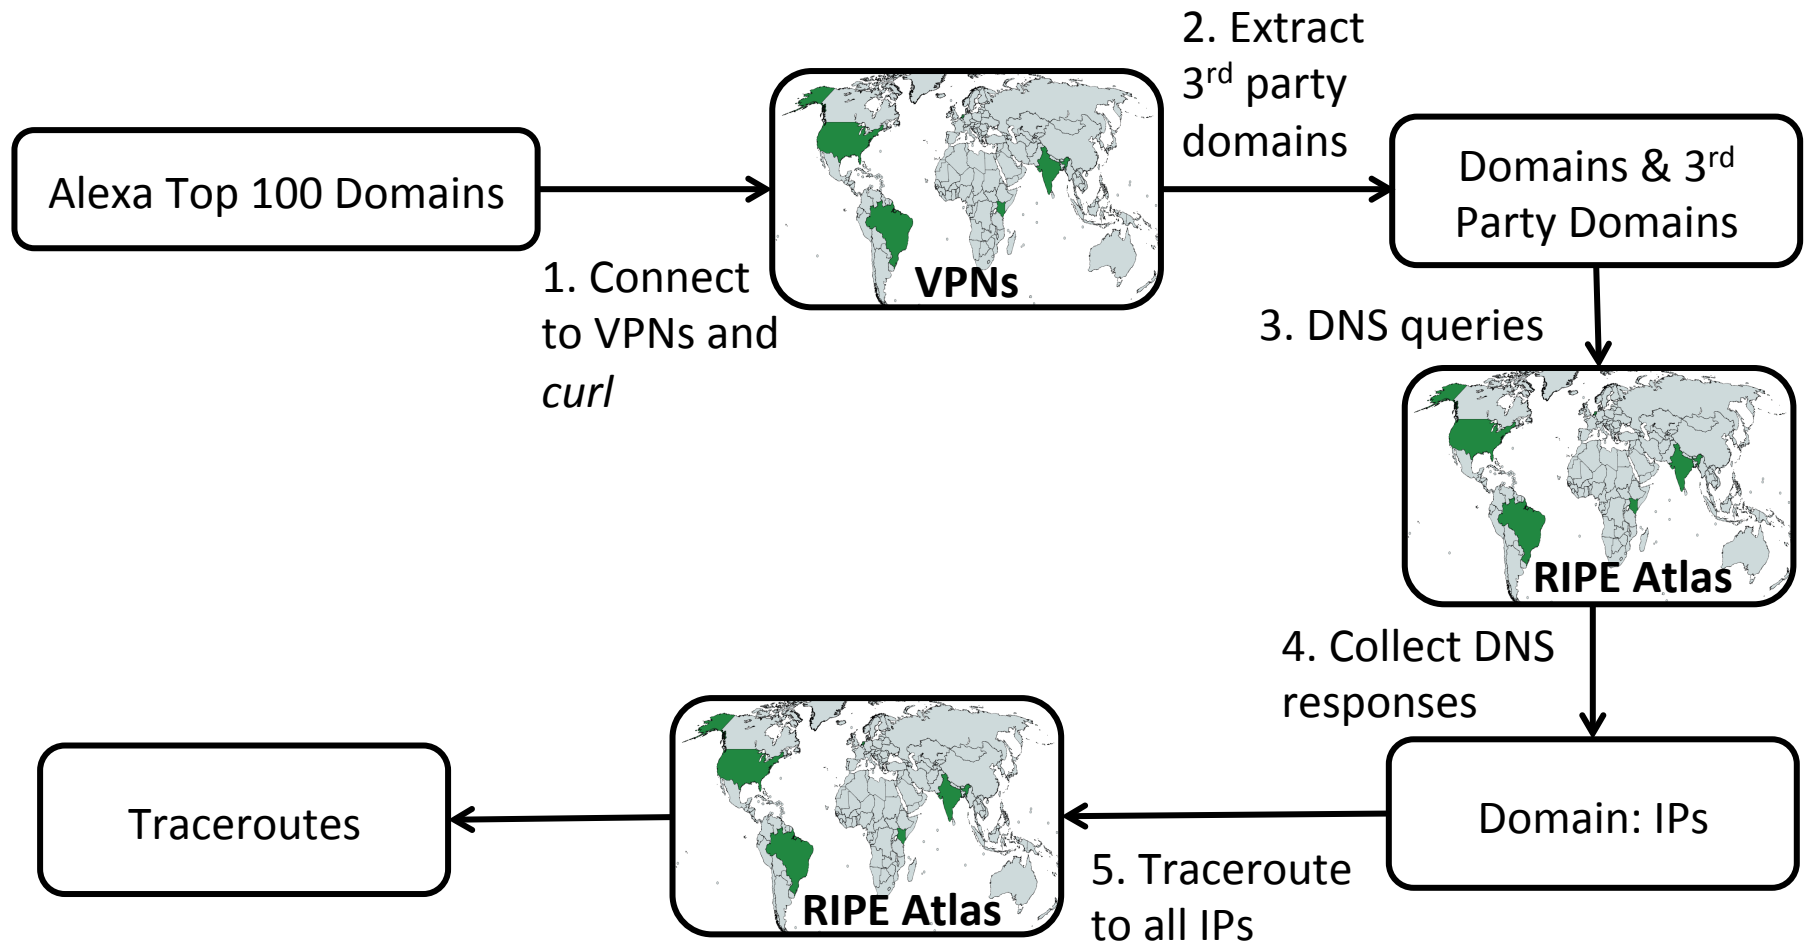 Alexa Top 100 Domains
1. Connect
to VPNs and
curl
VPNs
2. Extract
3rd party
domains
Domains & 3rd
Party Domains
3. DNS queries
RIPE Atlas
4. Collect DNS
responses
Domain: IPs
5. Traceroute
to all IPs
RIPE Atlas
Traceroutes